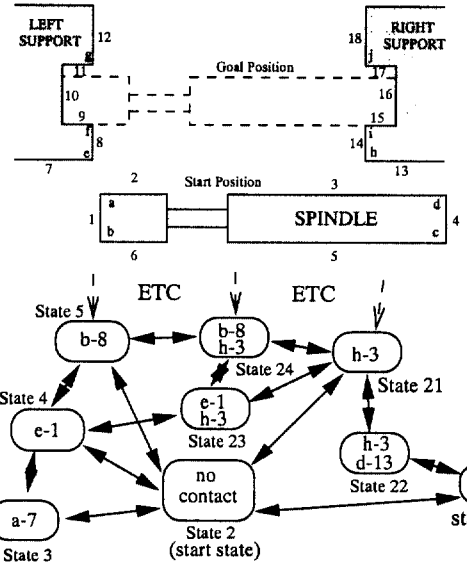 LEFT
SUPPORT
12
g
11
10
9
f
8
e
7
Goal Position
RIGHT
SUPPORT
18
j
17
16
15
i
14
h
13
2
Start Position
3
1
a
b
SPINDLE
d
c
4
6
5
ETC
ETC
State 5
b-8
b-8
h-3
State 24
h-3
State 21
State 4
e-1
e-1
h-3
State 23
h-3
d-13
State 22
no
contact
State 2
(start state)
a-7
State 3
st